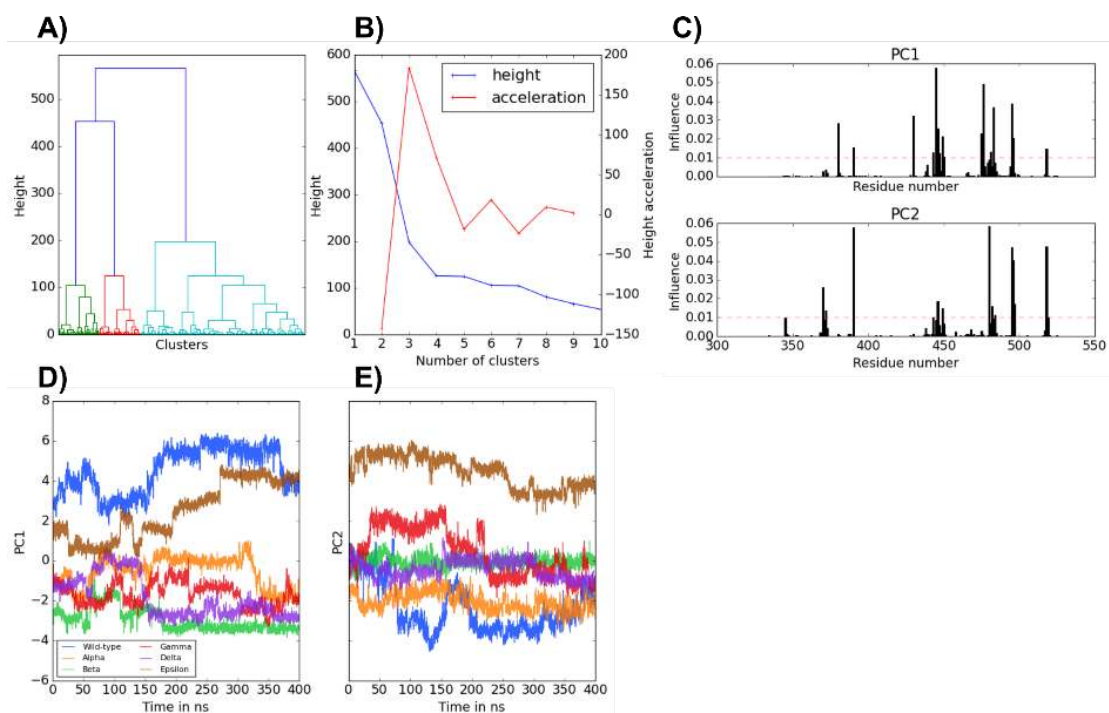 A)
B)
C)
Height
500
400
300
200
100
0
Clusters
Height
600
500
400
300
200
100
0
height
acceleration
200
150
100
50
0
−50
−100
−150
Height acceleration
1 2 3 4 5 6 7 8 9 10
Number of clusters
PC1
Influence
0.06
0.05
0.04
0.03
0.02
0.01
0.00
Residue number
PC2
Influence
0.06
0.05
0.04
0.03
0.02
0.01
0.00
300 350 400 450 500 550
Residue number
D)
E)
PC1
8
6
4
2
0
−2
−4
−6
Wild-type
Alpha
Beta
Gamma
Delta
Epsilon
0 50 100 150 200 250 300 350 400
Time in ns
PC2
0 50 100 150 200 250 300 350 400
Time in ns